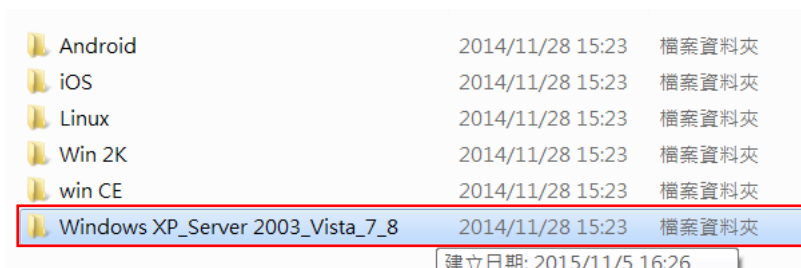 Android 2014/11/28 15:23 檔案資料夾
iOS 2014/11/28 15:23 檔案資料夾
Linux 2014/11/28 15:23 檔案資料夾
Win 2K 2014/11/28 15:23 檔案資料夾
win CE 2014/11/28 15:23 檔案資料夾
Windows XP_Server 2003_Vista_7_8 2014/11/28 15:23 檔案資料夾
建立日期: 2015/11/5 16:26